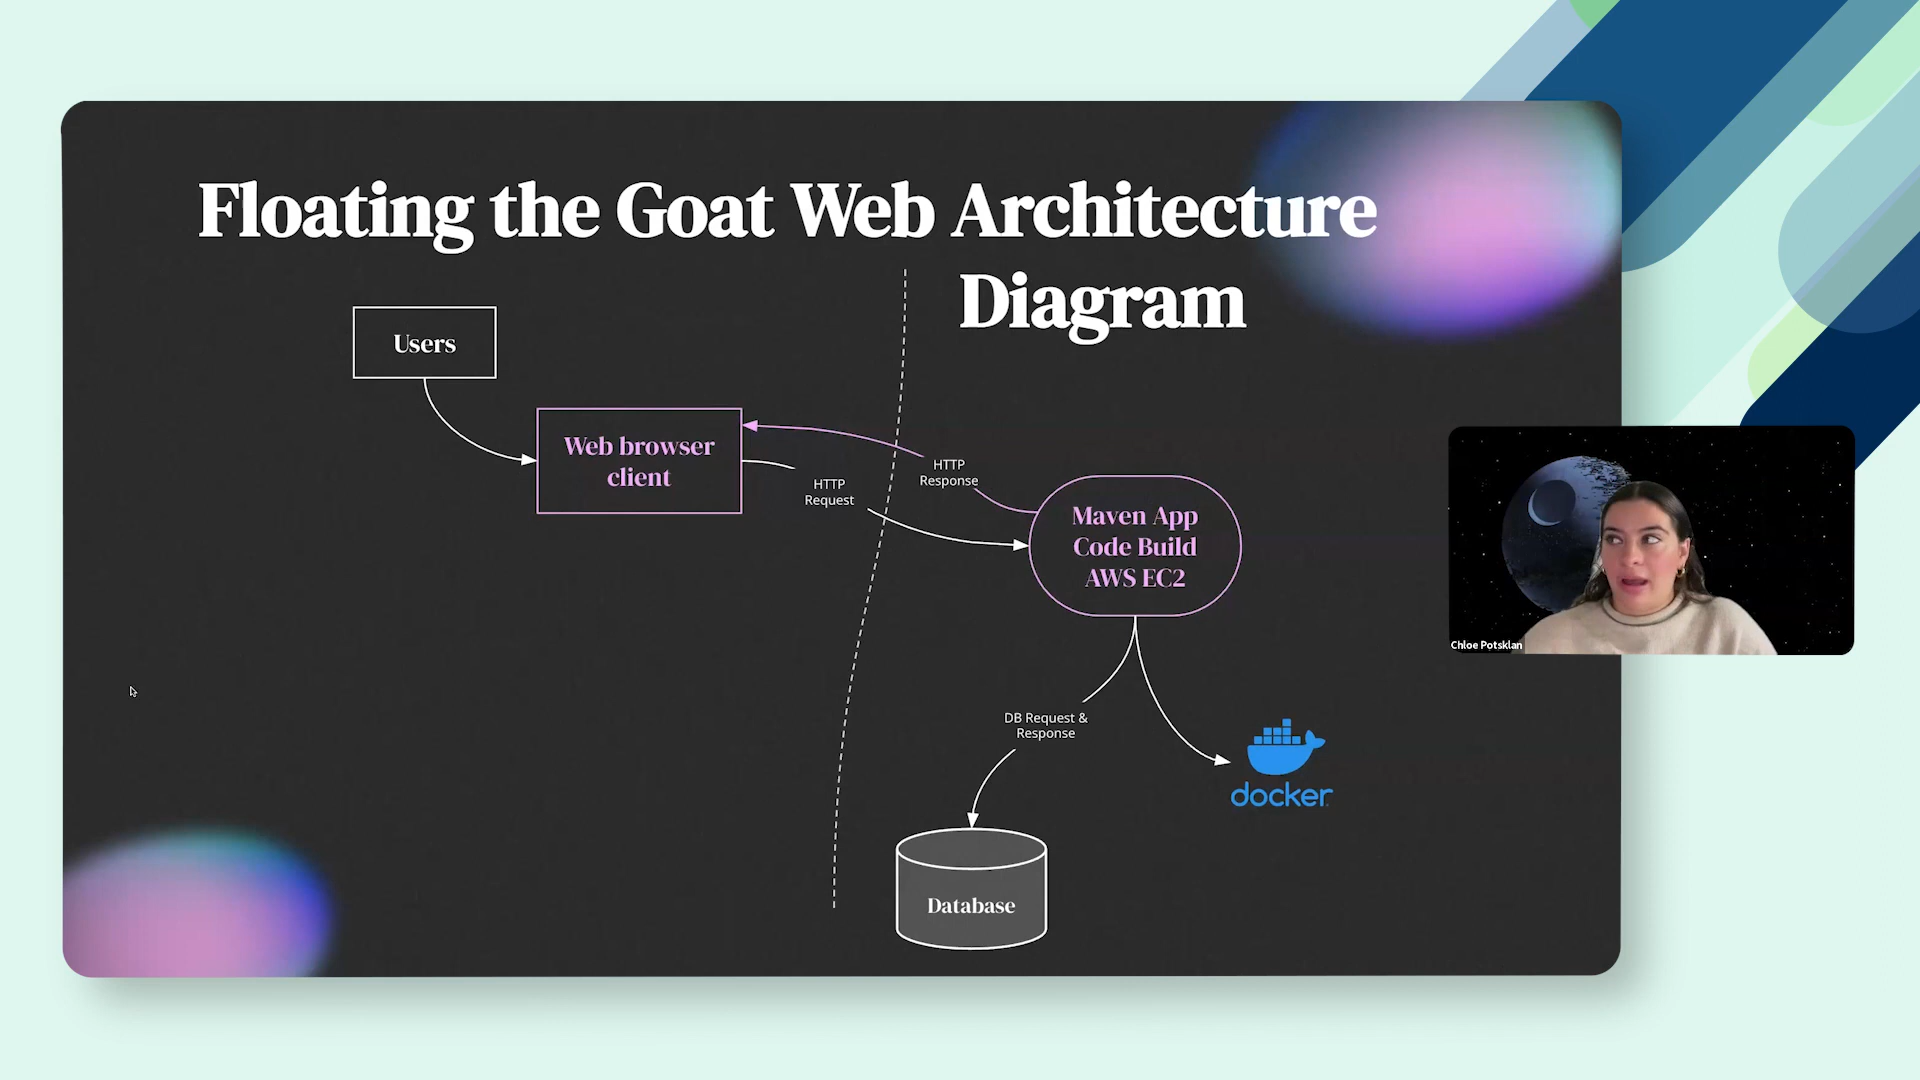 Floating the Goat Web Architecture
Diagram
Users
Web browser
client
HTTP
Request
HTTP
Response
Maven App
Code Build
AWS EC2
DB Request &
Response
docker
Database
Chloe Potsklan